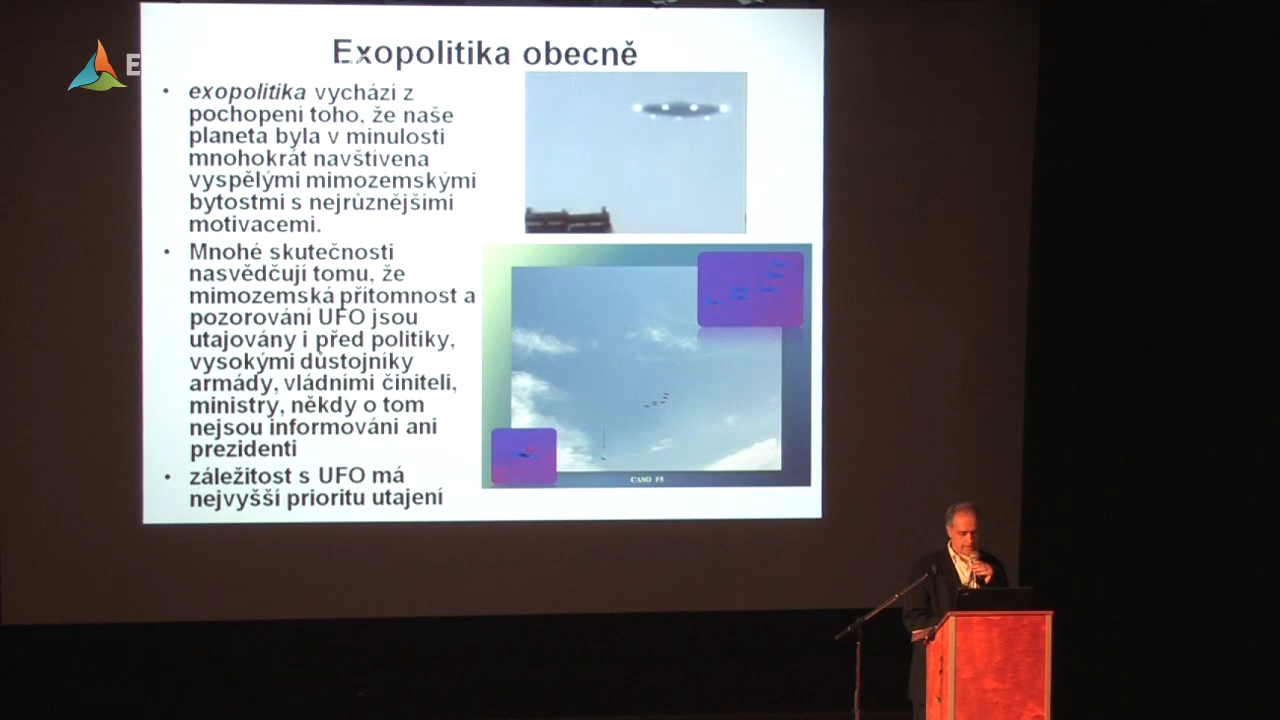 E
Exopolitika obecně
• exopolitika vychází z
pochopení toho, že naše
planeta byla v minulosti
mnohokrát navštívena
vyspělými mimozemskými
bytostmi s nejrůznějšími
motivacemi.
• Mnohé skutečnosti
nasvědčují tomu, že
mimozemská přítomnost a
pozorování UFO jsou
utajovány i před politiky,
vysokými důstojníky
armády, vládními činiteli,
ministry, někdy o tom
nejsou informováni ani
prezidenti
• záležitost s UFO má
nejvyšší prioritu utajení
CASO F5